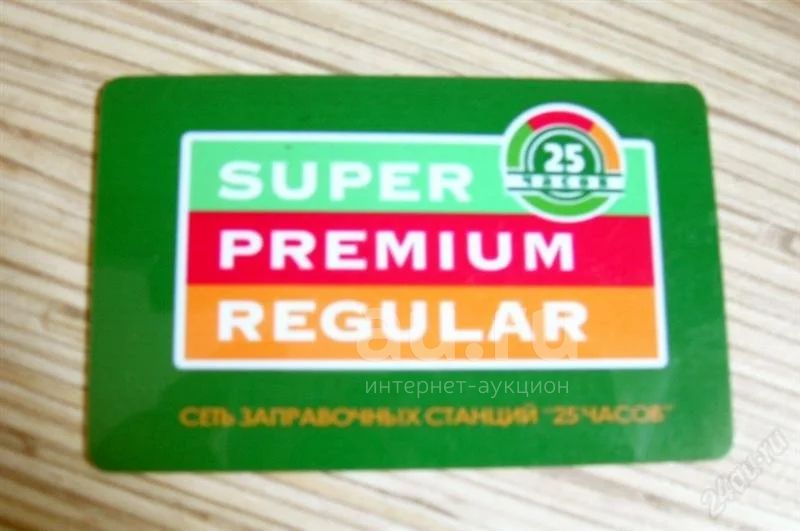 25
ЧАСОВ
SUPER
PREMIUM
REGULAR
au.ru
интернет-аукцион
СЕТЬ ЗАПРАВОЧНЫХ СТАНЦИЙ "25 ЧАСОВ"
24au.ru